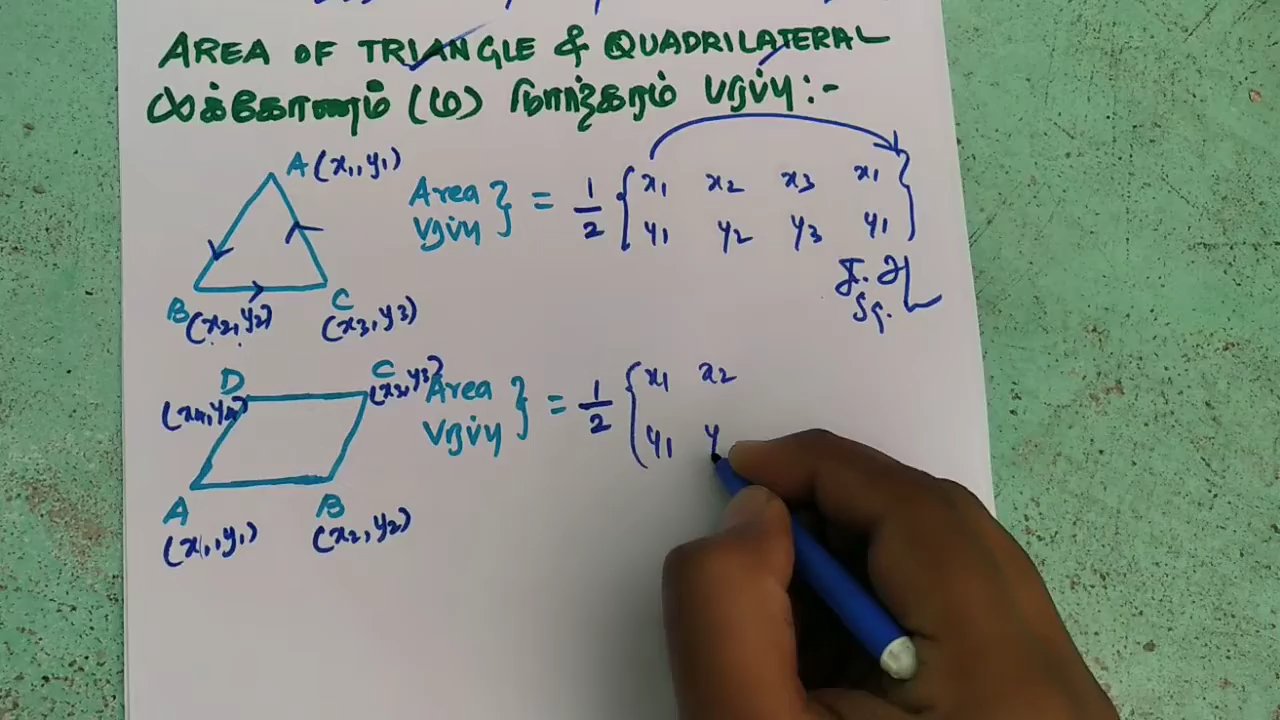 AREA OF TRIANGLE & QUADRILATERAL
முக்கோணம் (ம) நாற்கரம் பரப்பு :-
A (x1, y1)
B (x2, y2)
C (x3, y3)
Area
பரப்பு } = 1/2 { x1 x2 x3 x1
y1 y2 y3 y1 }
ச.அ
Sq.
D (x4, y4)
C (x3, y3)
A (x1, y1)
B (x2, y2)
Area
பரப்பு } = 1/2 { x1 x2
y1 y